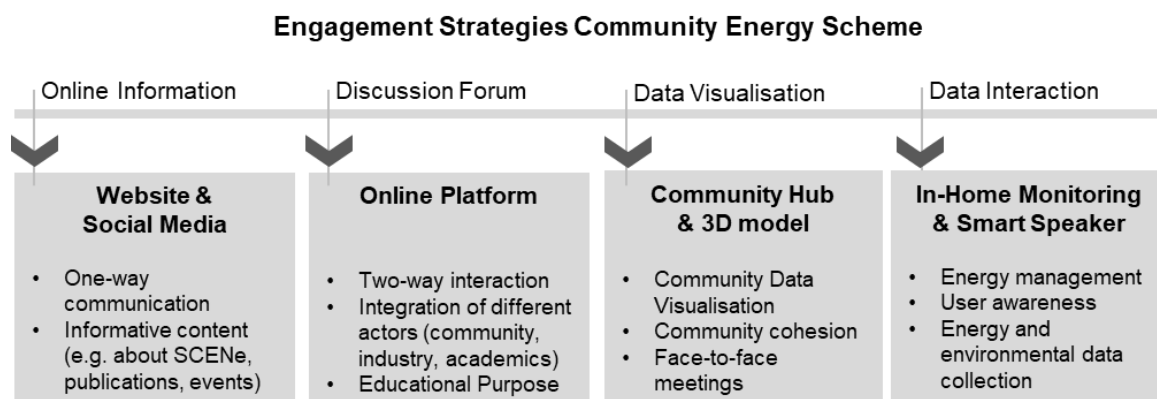 Engagement Strategies Community Energy Scheme
Online Information
Discussion Forum
Data Visualisation
Data Interaction
Website &
Social Media
• One-way
communication
• Informative content
(e.g. about SCENe,
publications, events)
Online Platform
• Two-way interaction
• Integration of different
actors (community,
industry, academics)
• Educational Purpose
Community Hub
& 3D model
• Community Data
Visualisation
• Community cohesion
• Face-to-face
meetings
In-Home Monitoring
& Smart Speaker
• Energy management
• User awareness
• Energy and
environmental data
collection